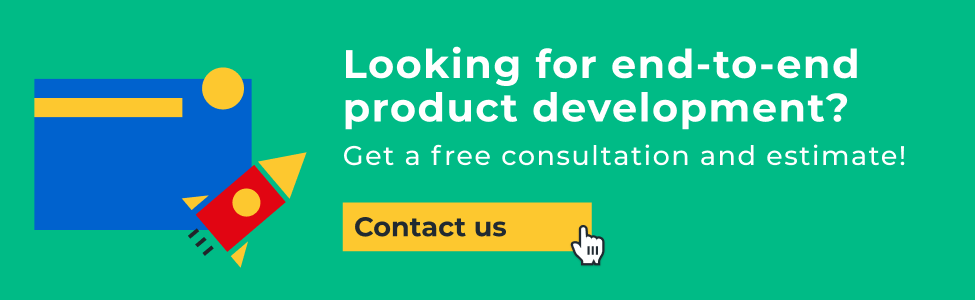 Looking for end-to-end
product development?
Get a free consultation and estimate!
Contact us